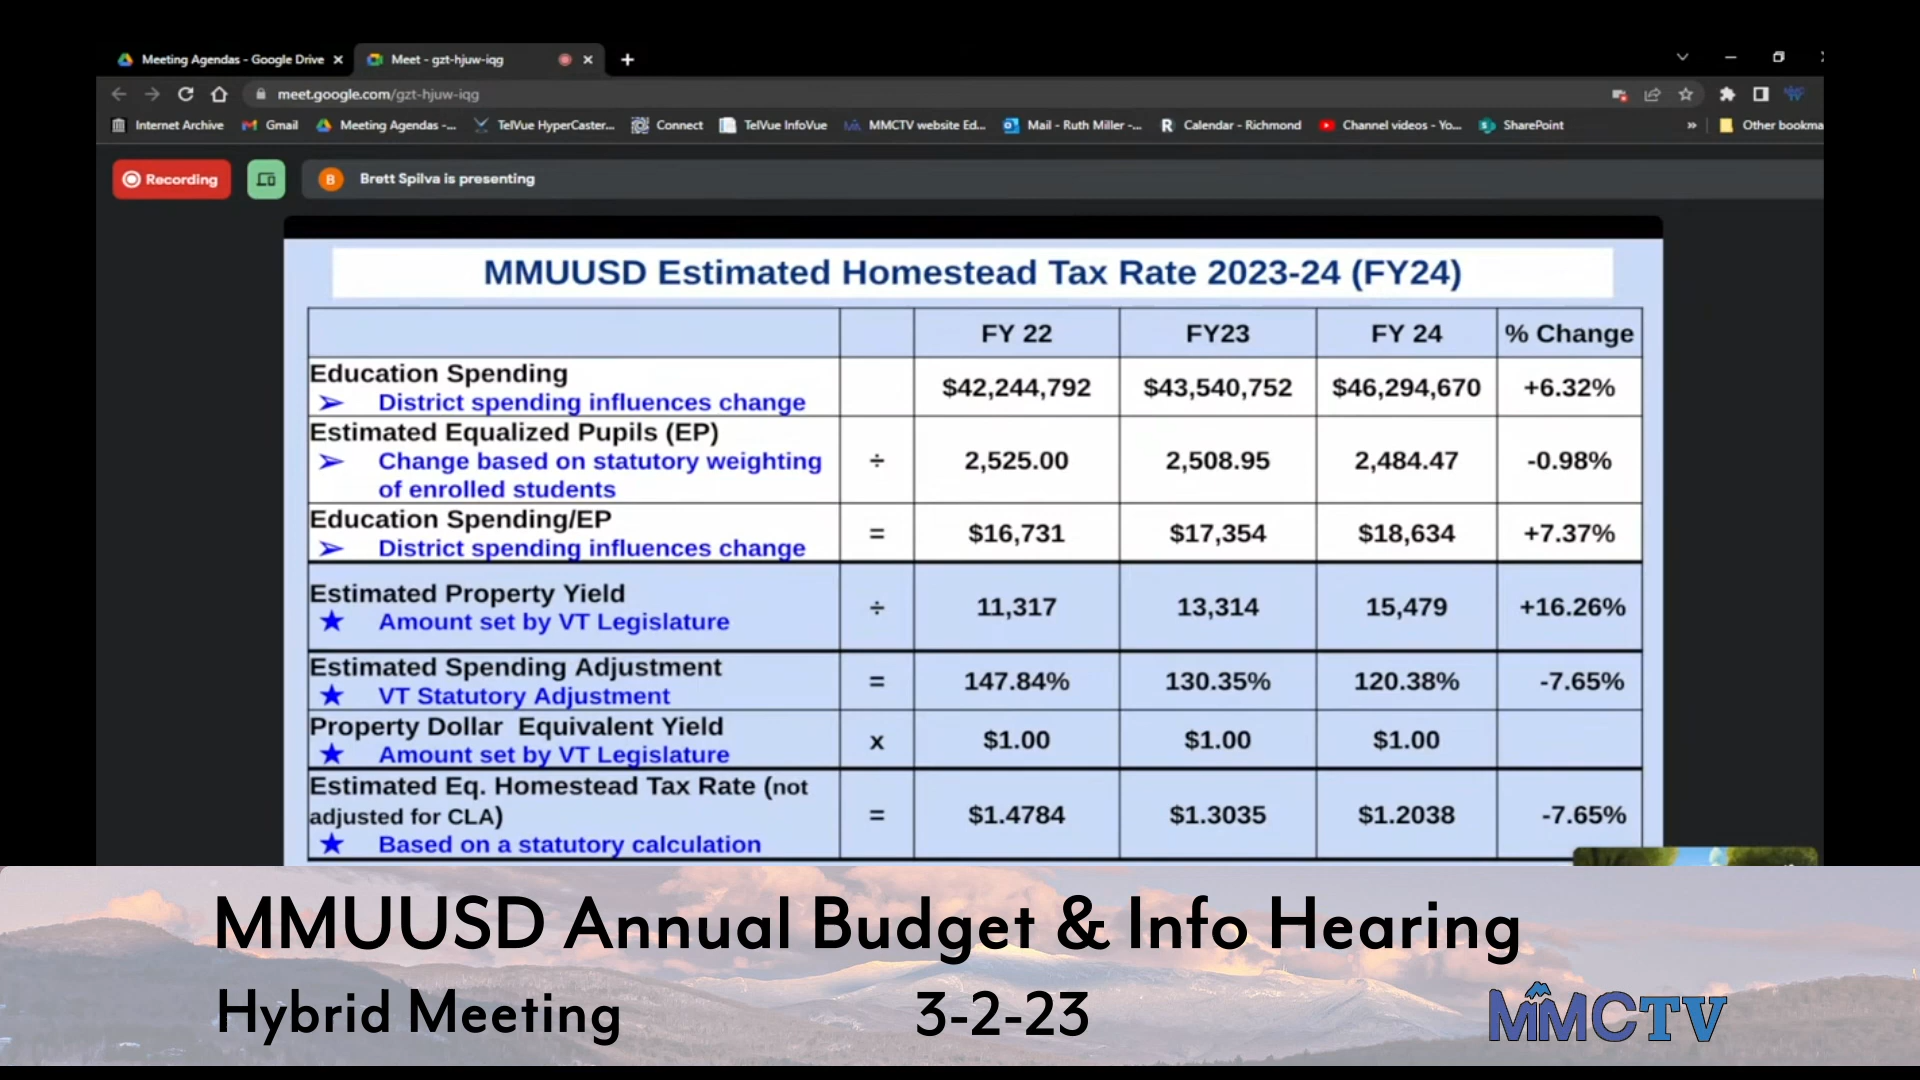 Meeting Agendas - Google Drive
Meet - gzt-hjuw-iqg
meet.google.com/gzt-hjuw-iqg
Internet Archive
Gmail
Meeting Agendas -...
TelVue HyperCaster...
Connect
TelVue InfoVue
MMCTV website Ed...
Mail - Ruth Miller -...
R Calendar - Richmond
Channel videos - Yo...
SharePoint
»
Other bookma
Recording
B Brett Spilva is presenting
MMUUSD Estimated Homestead Tax Rate 2023-24 (FY24)
FY 22 FY23 FY 24 % Change
Education Spending
➢ District spending influences change
$42,244,792 $43,540,752 $46,294,670 +6.32%
Estimated Equalized Pupils (EP)
➢ Change based on statutory weighting
of enrolled students
÷ 2,525.00 2,508.95 2,484.47 -0.98%
Education Spending/EP
➢ District spending influences change
= $16,731 $17,354 $18,634 +7.37%
Estimated Property Yield
★ Amount set by VT Legislature
÷ 11,317 13,314 15,479 +16.26%
Estimated Spending Adjustment
★ VT Statutory Adjustment
= 147.84% 130.35% 120.38% -7.65%
Property Dollar Equivalent Yield
★ Amount set by VT Legislature
x $1.00 $1.00 $1.00
Estimated Eq. Homestead Tax Rate (not
adjusted for CLA)
★ Based on a statutory calculation
= $1.4784 $1.3035 $1.2038 -7.65%
MMUUSD Annual Budget & Info Hearing
Hybrid Meeting 3-2-23
MMCTV